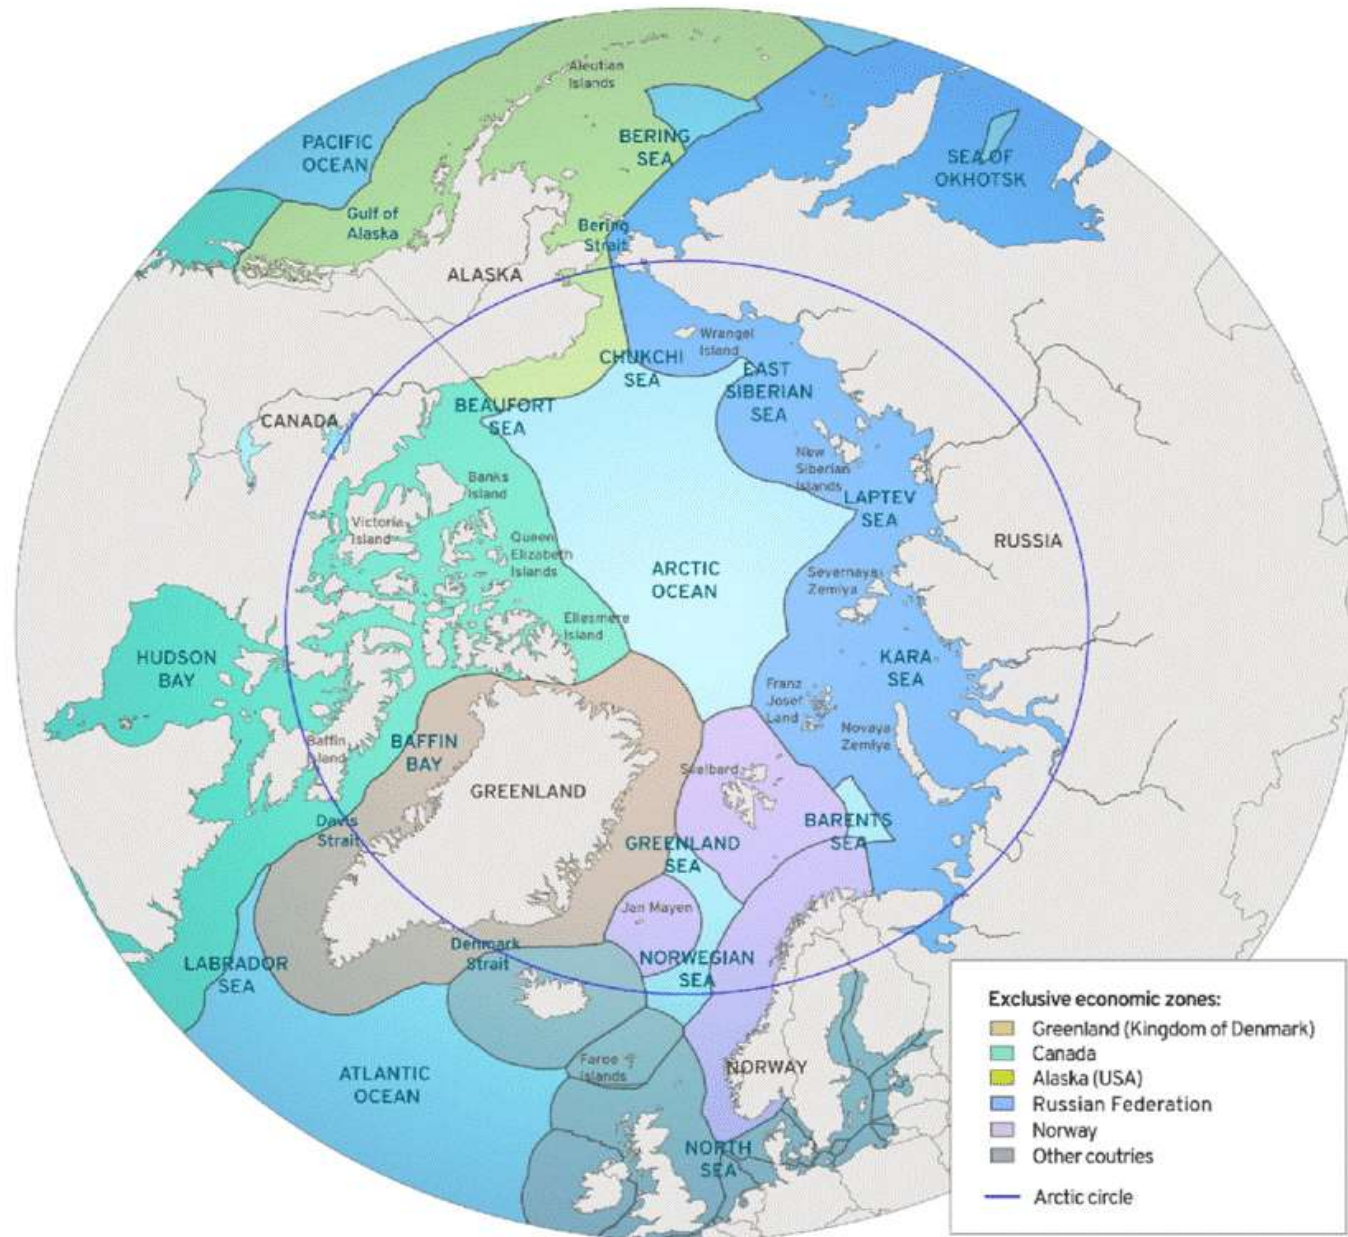 Aleutian
Islands
PACIFIC
OCEAN
BERING
SEA
SEA OF
OKHOTSK
Gulf of
Alaska
Bering
Strait
ALASKA
Wrangel
Island
CHUKCHI
SEA
EAST
SIBERIAN
SEA
BEAUFORT
SEA
CANADA
New
Siberian
Islands
Banks
Island
LAPTEV
SEA
Victoria
Island
Queen
Elizabeth
Islands
RUSSIA
ARCTIC
OCEAN
Severnaya
Zemiya
Ellesmere
Island
HUDSON
BAY
KARA
SEA
Franz
Josef
Land
Novaya
Zemiya
Baffin
Island
BAFFIN
BAY
Svalbard
GREENLAND
Davis
Strait
BARENTS
SEA
GREENLAND
SEA
Jan Mayen
Denmark
Strait
NORWEGIAN
SEA
LABRADOR
SEA
Faroe
Islands
NORWAY
ATLANTIC
OCEAN
NORTH
SEA
Exclusive economic zones:
Greenland (Kingdom of Denmark)
Canada
Alaska (USA)
Russian Federation
Norway
Other coutries
Arctic circle